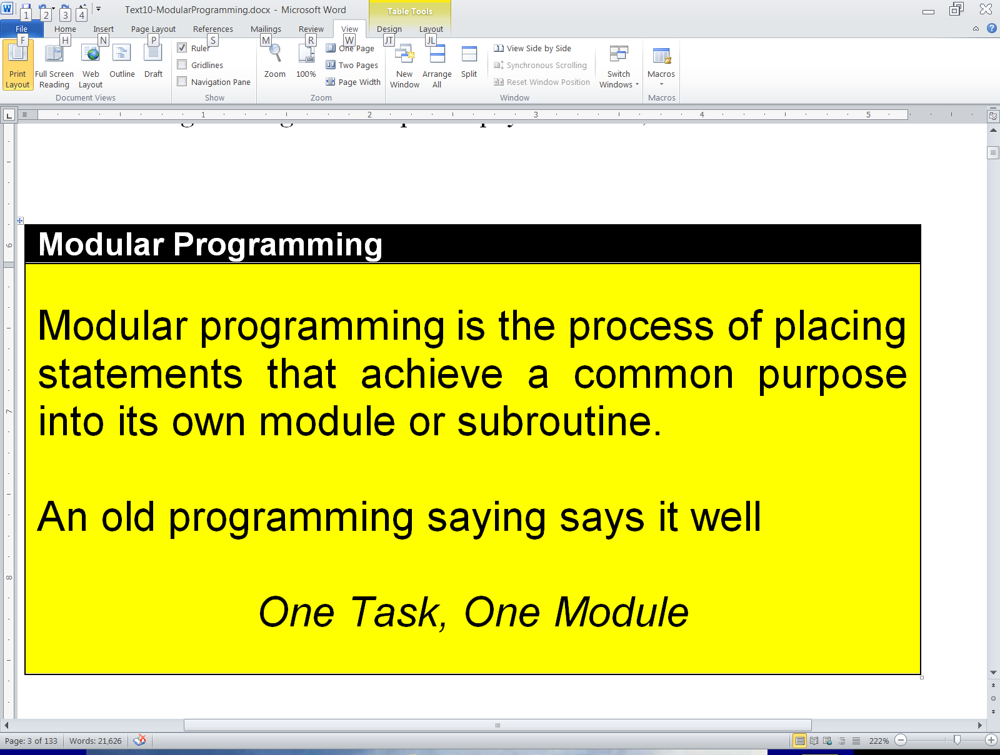 Text10-ModularProgramming.docx - Microsoft Word
Table Tools
1 2 3 4
File Home Insert Page Layout References Mailings Review View Design Layout
F H N P S M R W JT JL
Print Layout
Full Screen Reading
Web Layout
Outline
Draft
Document Views
Ruler
Gridlines
Navigation Pane
Show
Zoom
100%
One Page
Two Pages
Page Width
Zoom
New Window
Arrange All
Split
View Side by Side
Synchronous Scrolling
Reset Window Position
Window
Switch Windows
Macros
Macros
1 2 3 4 5
6
7
8
Modular Programming
Modular programming is the process of placing
statements that achieve a common purpose
into its own module or subroutine.
An old programming saying says it well
One Task, One Module
Page: 3 of 133 Words: 21,626 222%